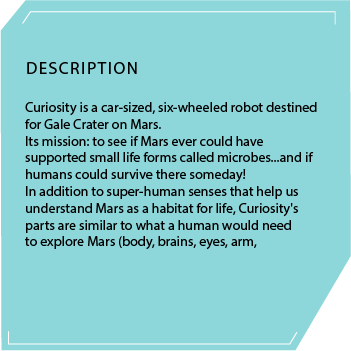 DESCRIPTION
Curiosity is a car-sized, six-wheeled robot destined
for Gale Crater on Mars.
Its mission: to see if Mars ever could have
supported small life forms called microbes...and if
humans could survive there someday!
In addition to super-human senses that help us
understand Mars as a habitat for life, Curiosity's
parts are similar to what a human would need
to explore Mars (body, brains, eyes, arm,